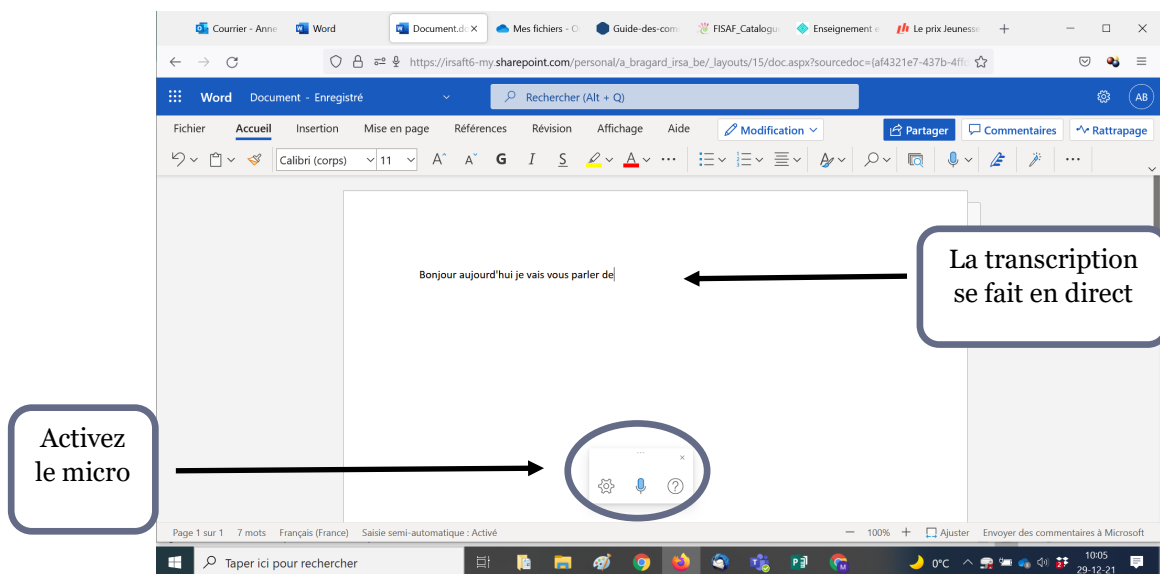 Courrier - Anne Word Document.dc Mes fichiers - O Guide-des-com FISAF_Catalogu Enseignement e Le prix Jeuness
https://irsaft6-my.sharepoint.com/personal/a_bragard_irsa_be/_layouts/15/doc.aspx?sourcedoc={af4321e7-437b-4ffc
Word Document - Enregistré Rechercher (Alt + Q) AB
Fichier Accueil Insertion Mise en page Références Révision Affichage Aide Modification Partager Commentaires Rattrapage
Calibri (corps) 11 A A G I S A
La transcription
se fait en direct
Bonjour aujourd'hui je vais vous parler de
Activez
le micro
Page 1 sur 1 7 mots Français (France) Saisie semi-automatique : Activé 100% Ajuster Envoyer des commentaires à Microsoft
Taper ici pour rechercher 0°C 10:05
29-12-21